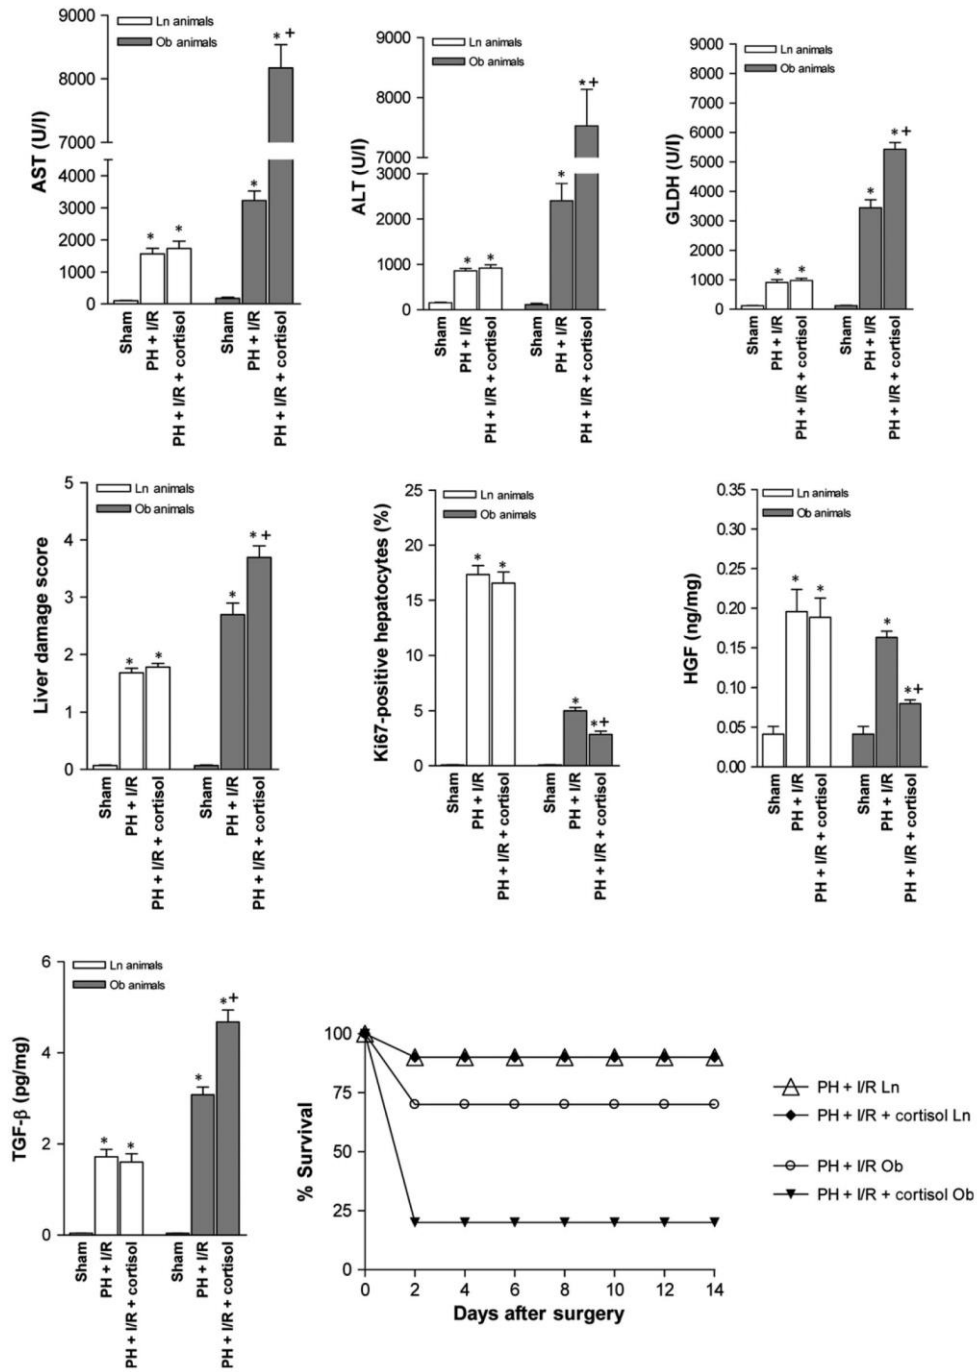 AST (U/I)
9000
8000
7000
4000
3000
2000
1000
0
Ln animals
Ob animals
*
*
*
*+
Sham
PH + I/R
PH + I/R + cortisol
Sham
PH + I/R
PH + I/R + cortisol
ALT (U/I)
9000
8000
7000
3000
2000
1000
0
Ln animals
Ob animals
*
*
*
*+
Sham
PH + I/R
PH + I/R + cortisol
Sham
PH + I/R
PH + I/R + cortisol
GLDH (U/I)
9000
8000
7000
6000
5000
4000
3000
2000
1000
0
Ln animals
Ob animals
*
*
*
*+
Sham
PH + I/R
PH + I/R + cortisol
Sham
PH + I/R
PH + I/R + cortisol
Liver damage score
5
4
3
2
1
0
Ln animals
Ob animals
*
*
*
*+
Sham
PH + I/R
PH + I/R + cortisol
Sham
PH + I/R
PH + I/R + cortisol
Ki67-positive hepatocytes (%)
25
20
15
10
5
0
Ln animals
Ob animals
*
*
*
*+
Sham
PH + I/R
PH + I/R + cortisol
Sham
PH + I/R
PH + I/R + cortisol
HGF (ng/mg)
0.35
0.30
0.25
0.20
0.15
0.10
0.05
0.00
Ln animals
Ob animals
*
*
*
*+
Sham
PH + I/R
PH + I/R + cortisol
Sham
PH + I/R
PH + I/R + cortisol
TGF-β (pg/mg)
6
4
2
0
Ln animals
Ob animals
*
*
*
*+
Sham
PH + I/R
PH + I/R + cortisol
Sham
PH + I/R
PH + I/R + cortisol
% Survival
100
75
50
25
0
0 2 4 6 8 10 12 14
Days after surgery
PH + I/R Ln
PH + I/R + cortisol Ln
PH + I/R Ob
PH + I/R + cortisol Ob